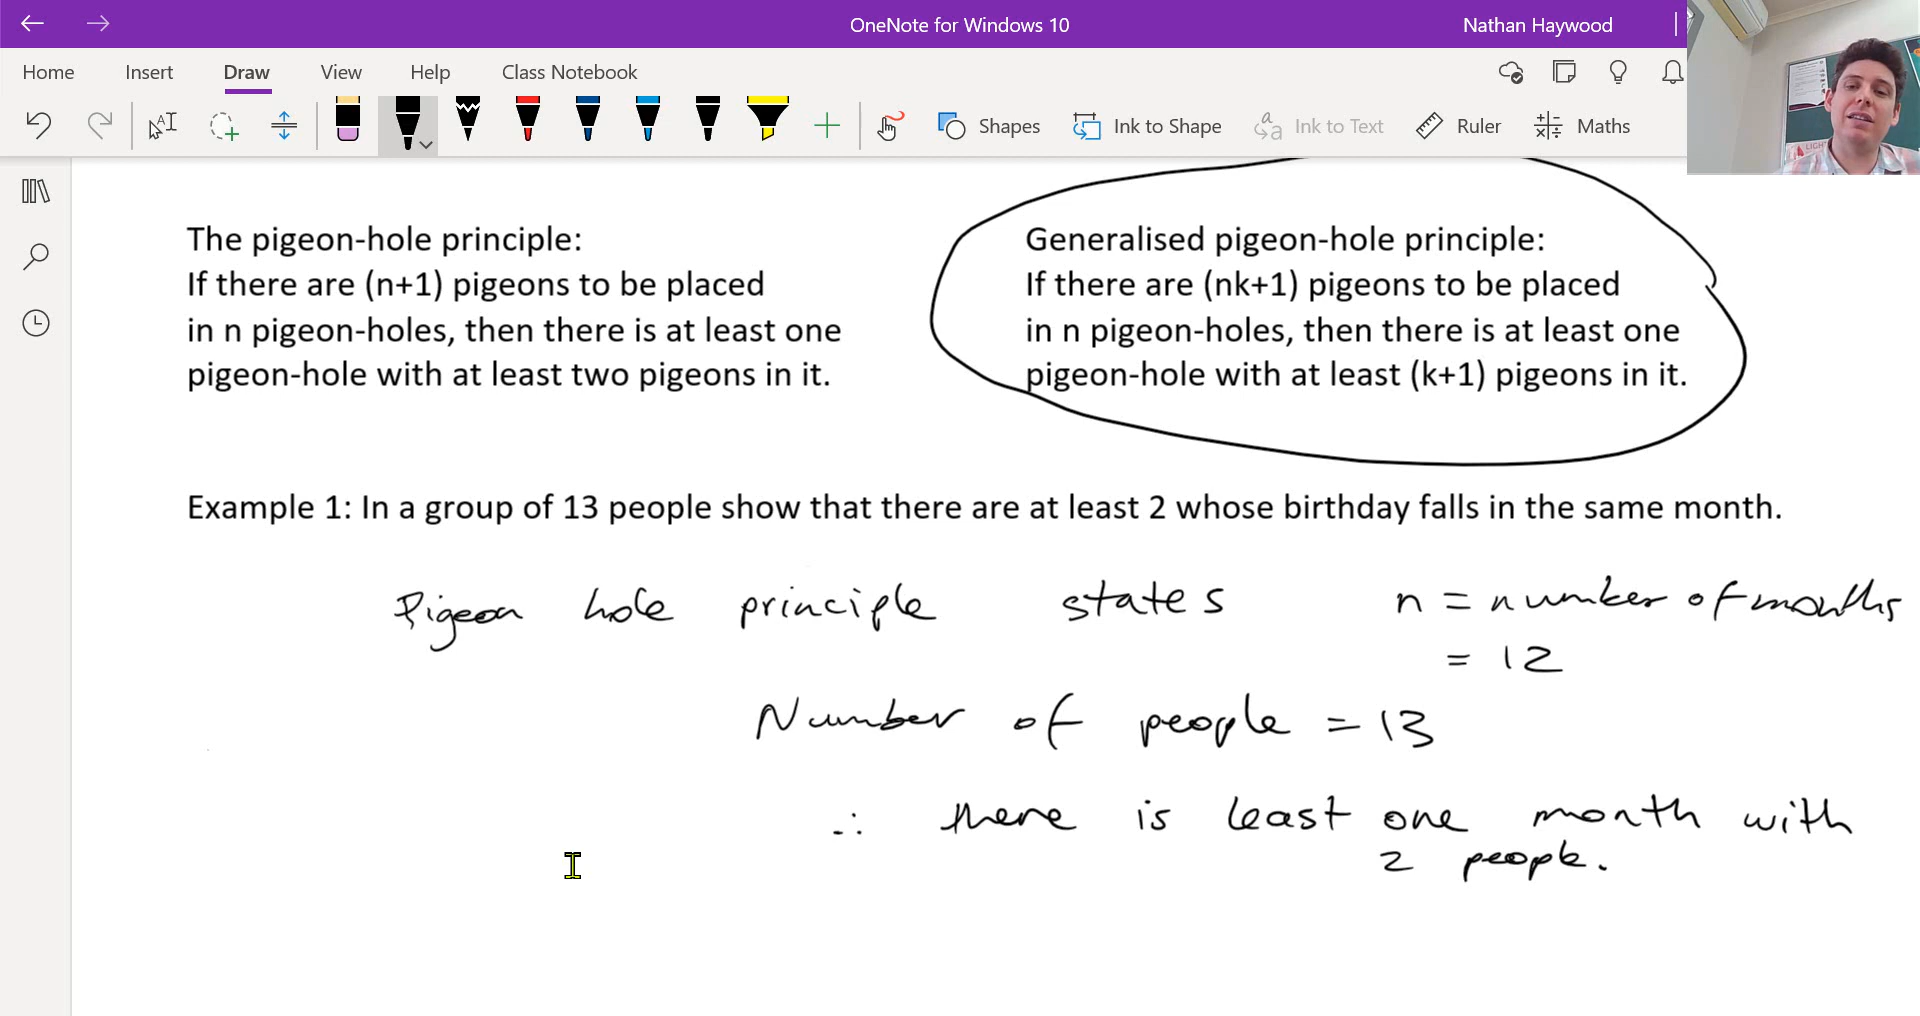 OneNote for Windows 10
Nathan Haywood
Home Insert Draw View Help Class Notebook
Shapes Ink to Shape Ink to Text Ruler Maths
The pigeon-hole principle:
If there are (n+1) pigeons to be placed
in n pigeon-holes, then there is at least one
pigeon-hole with at least two pigeons in it.
Generalised pigeon-hole principle:
If there are (nk+1) pigeons to be placed
in n pigeon-holes, then there is at least one
pigeon-hole with at least (k+1) pigeons in it.
Example 1: In a group of 13 people show that there are at least 2 whose birthday falls in the same month.
Pigeon hole principle states n = number of months
= 12
Number of people = 13
∴ there is least one month with
2 people.